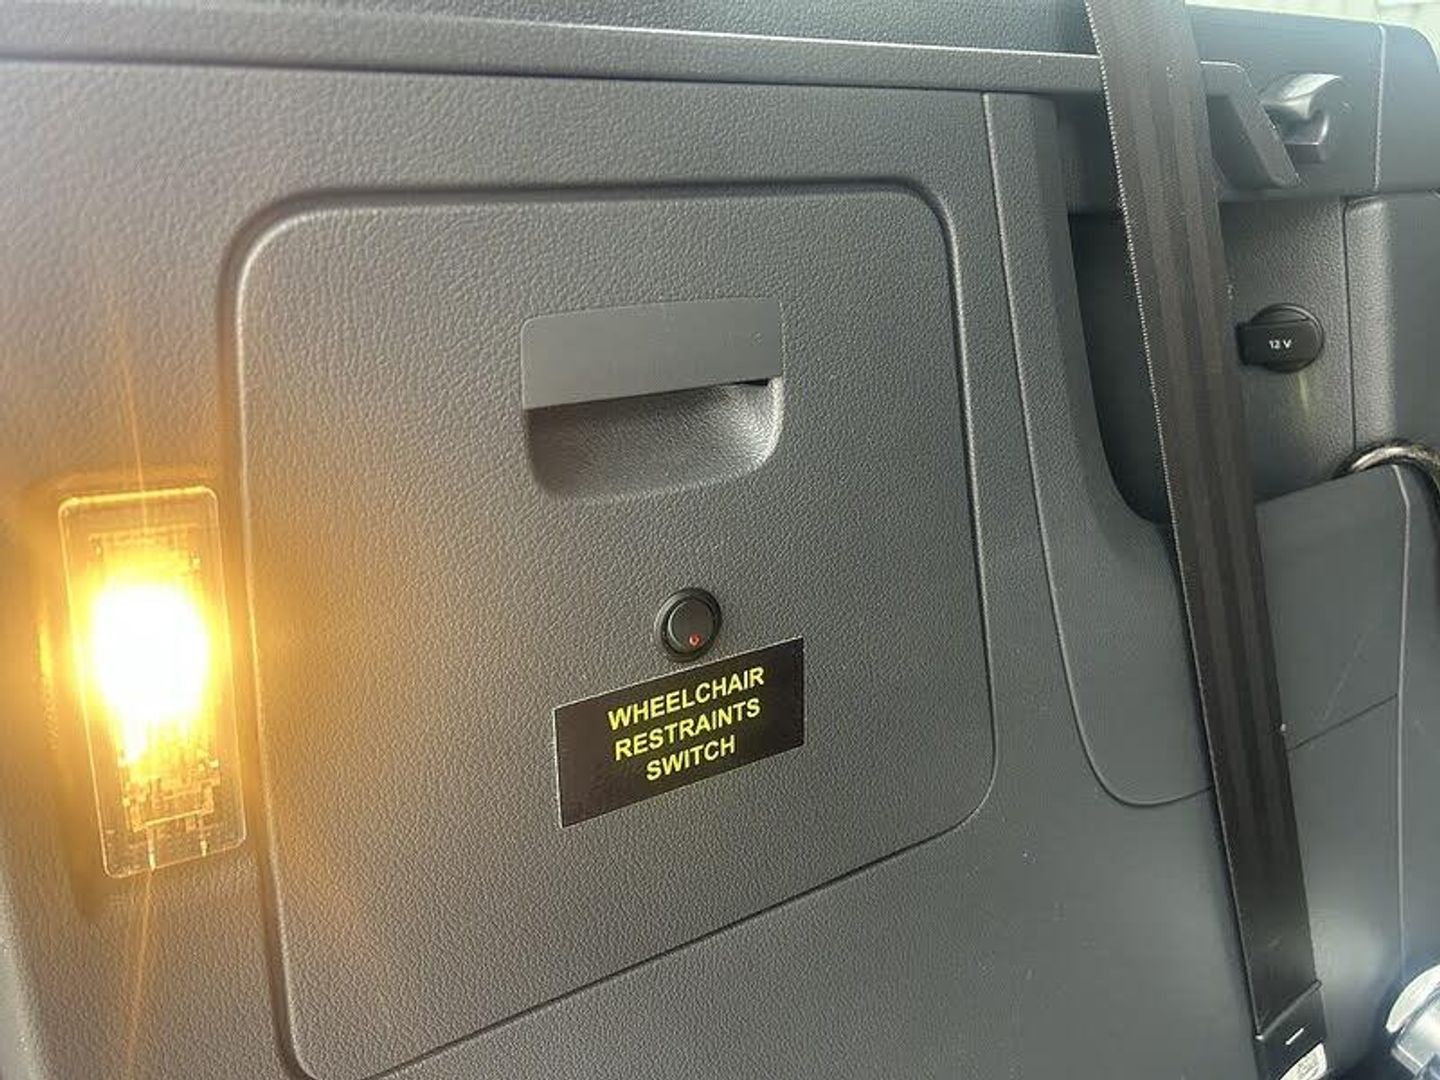 12 V
WHEELCHAIR
RESTRAINTS
SWITCH